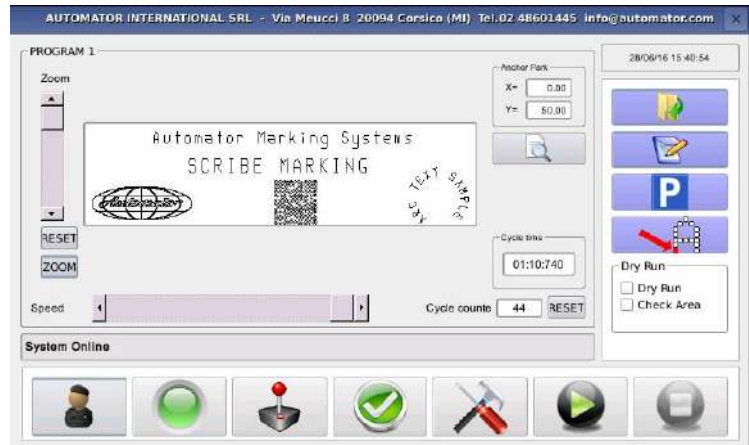 AUTOMATOR INTERNATIONAL SRL - Via Meucci 8 20094 Corsico (MI) Tel.02 48601445 info@automator.com
PROGRAM 1
28/06/16 15:40:54
Zoom
Anchor Park
X= 0.00
Y= 50.00
Automator Marking Systems
SCRIBE MARKING
ARC TEXT SAMPLE
Automator
P
RESET
ZOOM
Cycle time
01:10:740
Dry Run
Dry Run
Check Area
Speed
Cycle counte 44 RESET
System Online